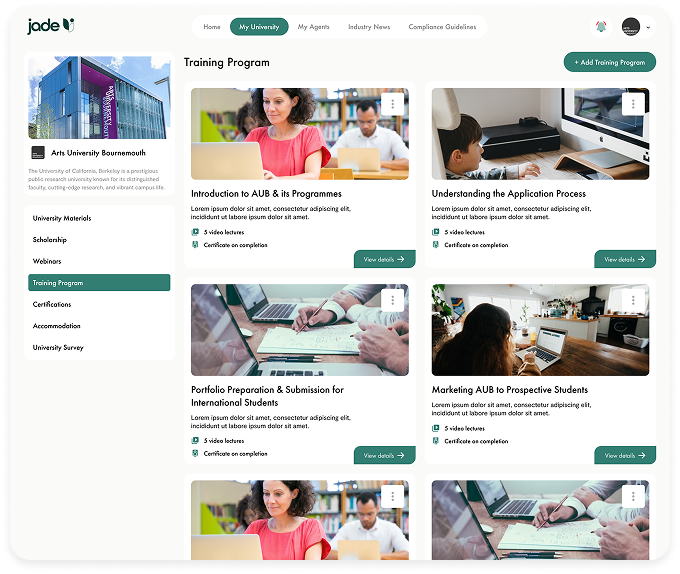 jade
Home
My University
My Agents
Industry News
Compliance Guidelines
Arts University Bournemouth
The University of California, Berkeley is a prestigious
public research university known for its distinguished
faculty, cutting-edge research, and vibrant campus life.
University Materials
Scholarship
Webinars
Training Program
Certifications
Accommodation
University Survey
Training Program
+ Add Training Program
Introduction to AUB & its Programmes
Lorem ipsum dolor sit amet, consectetur adipiscing elit,
incididunt ut labore ipsum dolor sit amet.
5 video lectures
Certificate on completion
View details
Understanding the Application Process
Lorem ipsum dolor sit amet, consectetur adipiscing elit,
incididunt ut labore ipsum dolor sit amet.
5 video lectures
Certificate on completion
View details
Portfolio Preparation & Submission for
International Students
Lorem ipsum dolor sit amet, consectetur adipiscing elit,
incididunt ut labore ipsum dolor sit amet.
5 video lectures
Certificate on completion
View details
Marketing AUB to Prospective Students
Lorem ipsum dolor sit amet, consectetur adipiscing elit,
incididunt ut labore ipsum dolor sit amet.
5 video lectures
Certificate on completion
View details